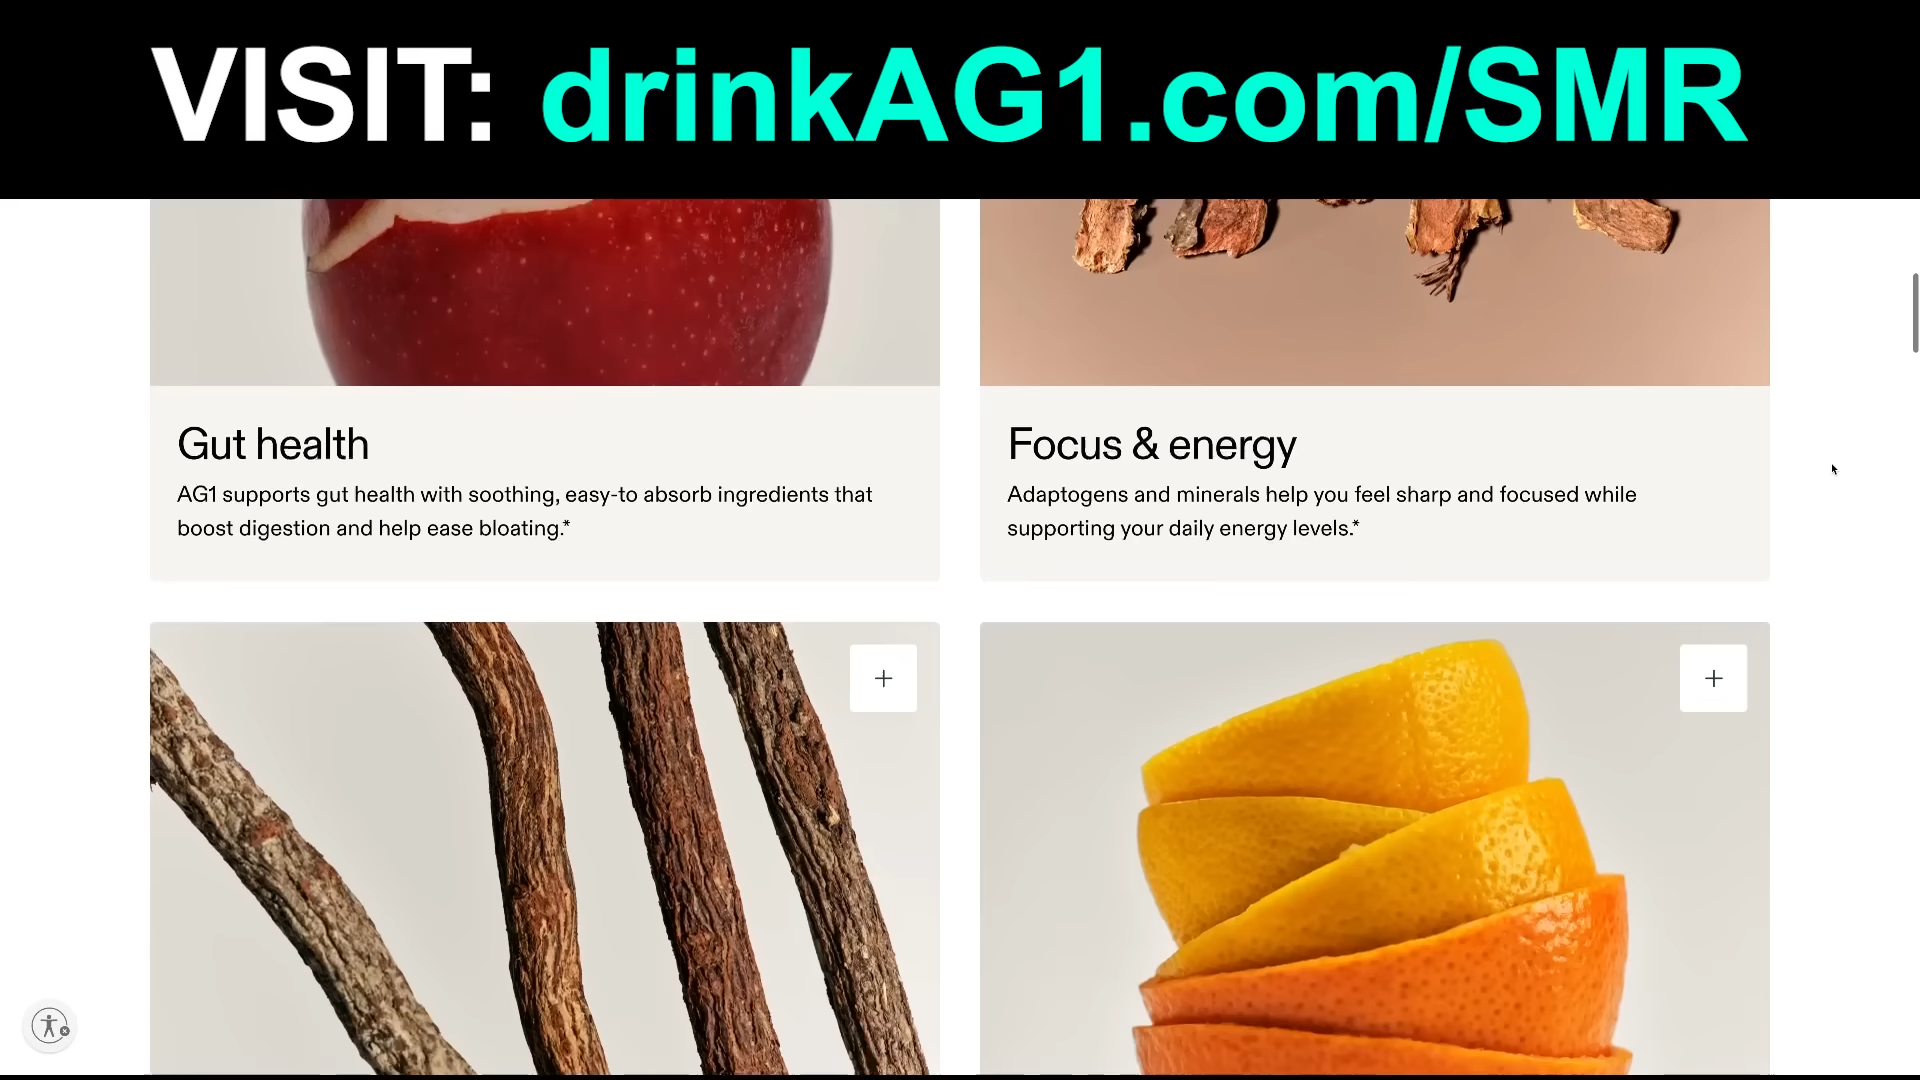 VISIT: drinkAG1.com/SMR
Gut health
AG1 supports gut health with soothing, easy-to absorb ingredients that
boost digestion and help ease bloating.*
Focus & energy
Adaptogens and minerals help you feel sharp and focused while
supporting your daily energy levels.*